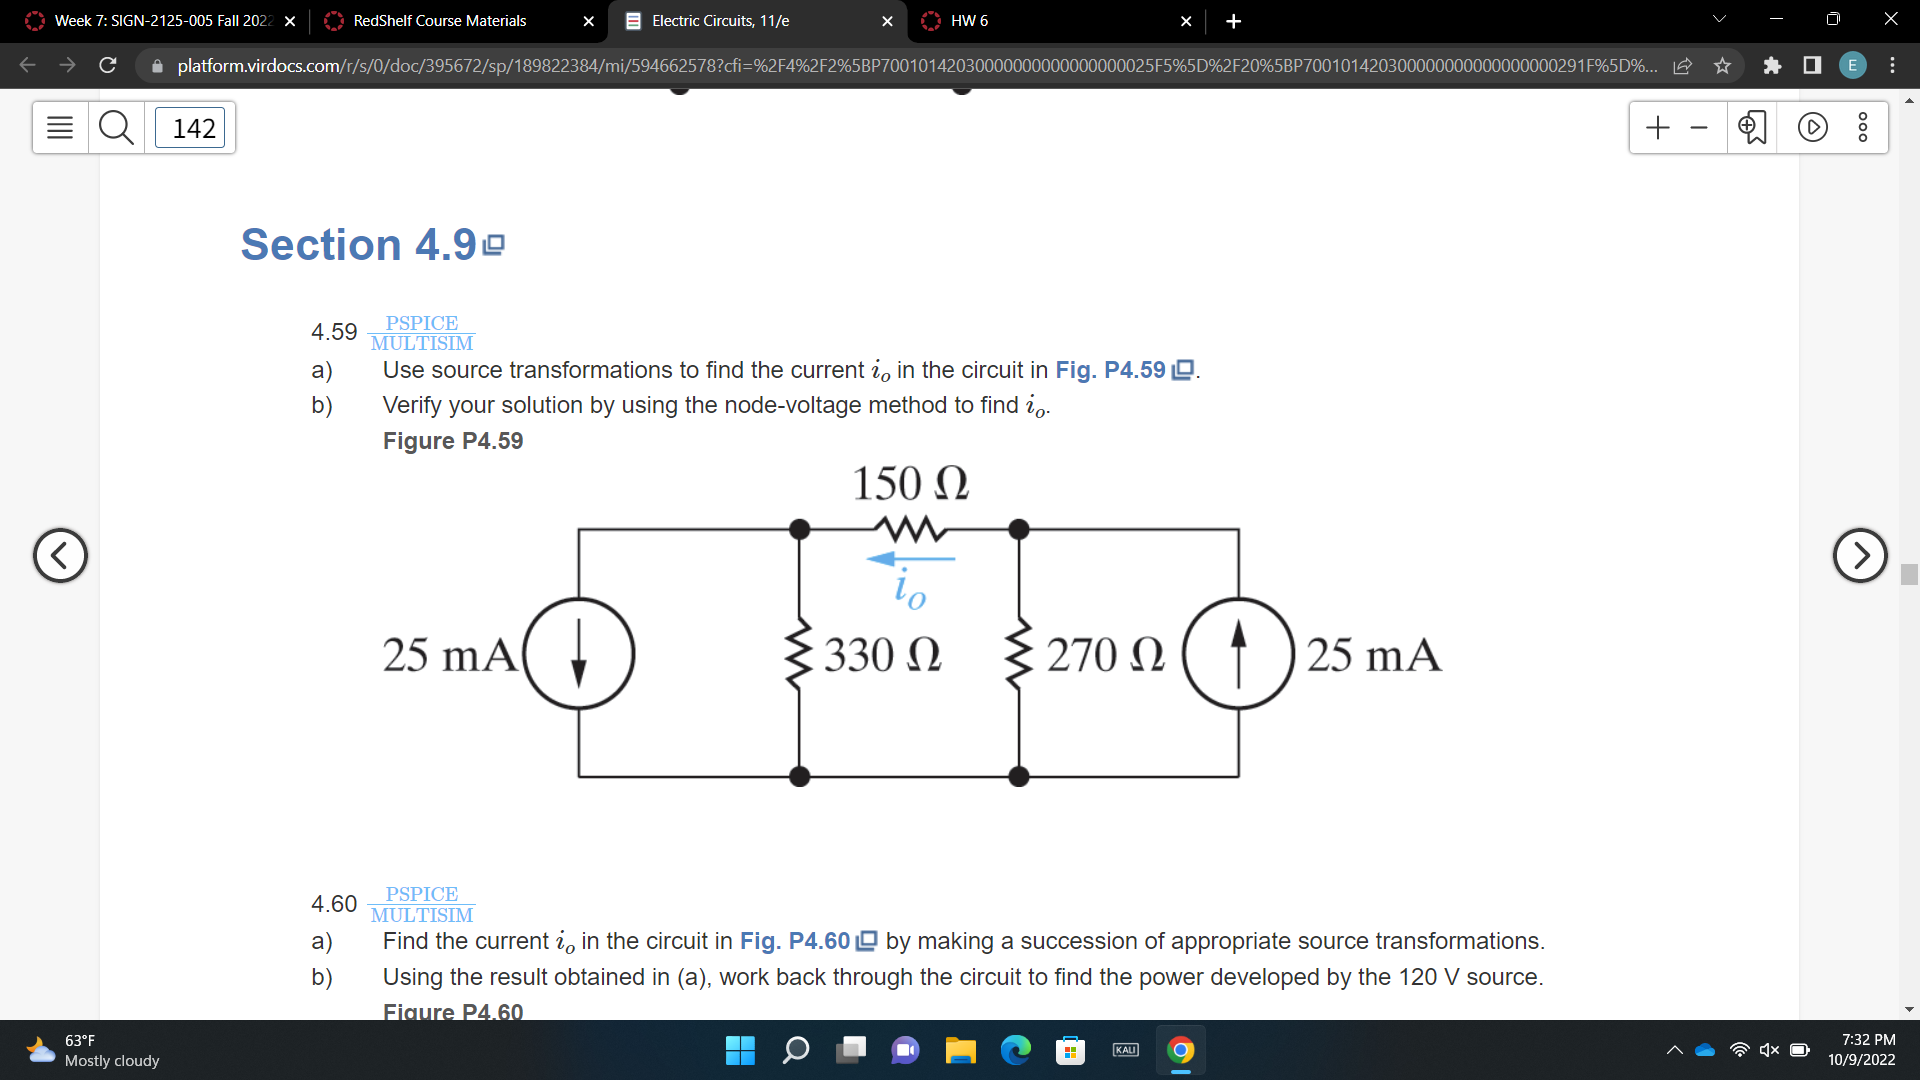 Week 7: SIGN-2125-005 Fall 2022
RedShelf Course Materials
Electric Circuits, 11/e
HW 6
platform.virdocs.com/r/s/0/doc/395672/sp/189822384/mi/594662578?cfi=%2F4%2F2%5BP70010142030000000000000000025F5%5D%2F20%5BP700101420300000000000000000291F%5D%...
E
142
Section 4.9
4.59 PSPICE
MULTISIM
a) Use source transformations to find the current i_o in the circuit in Fig. P4.59.
b) Verify your solution by using the node-voltage method to find i_o.
Figure P4.59
150 Ω
i_o
25 mA 330 Ω 270 Ω 25 mA
4.60 PSPICE
MULTISIM
a) Find the current i_o in the circuit in Fig. P4.60 by making a succession of appropriate source transformations.
b) Using the result obtained in (a), work back through the circuit to find the power developed by the 120 V source.
Figure P4.60
63°F
Mostly cloudy
KALI
7:32 PM
10/9/2022